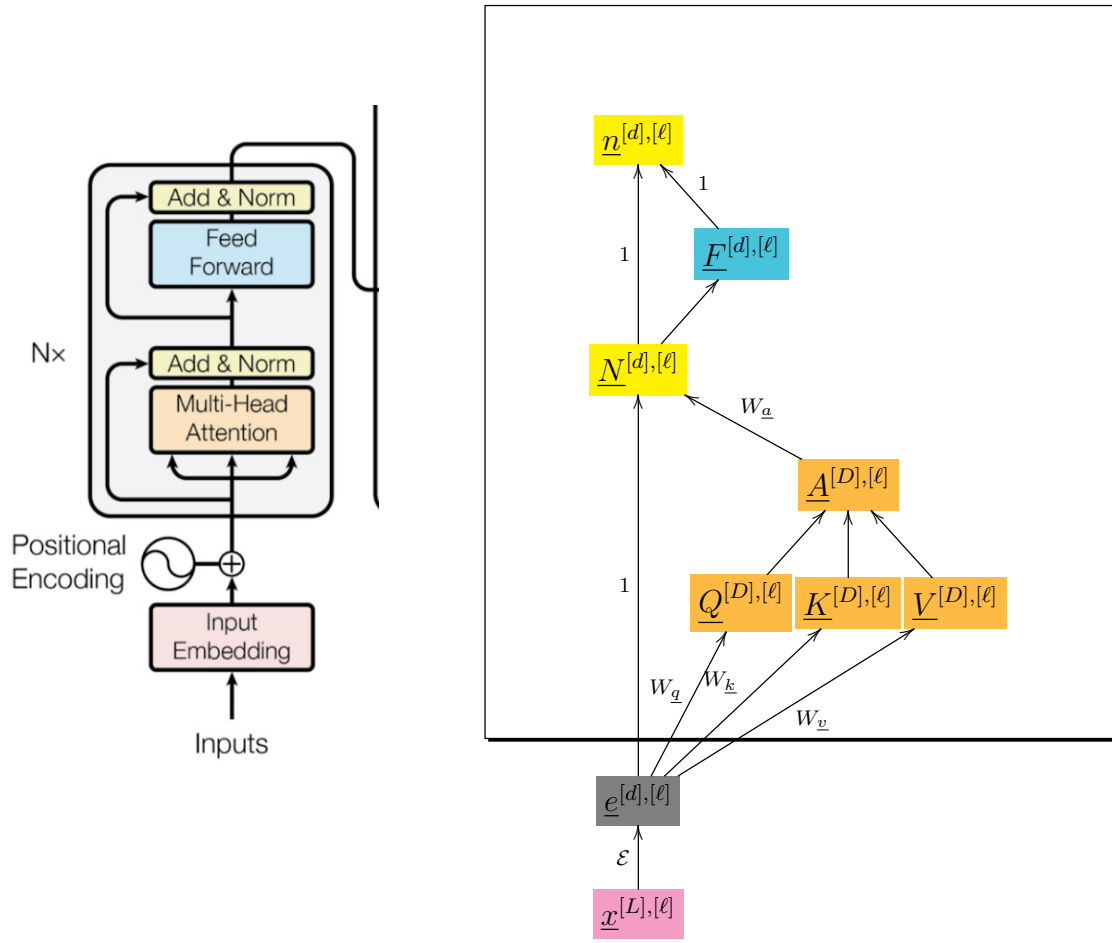 Add & Norm
Feed
Forward
N×
Add & Norm
Multi-Head
Attention
Positional
Encoding
Input
Embedding
Inputs
n^{[d],[ℓ]}
1
F^{[d],[ℓ]}
1
N^{[d],[ℓ]}
W_a
A^{[D],[ℓ]}
1
Q^{[D],[ℓ]} K^{[D],[ℓ]} V^{[D],[ℓ]}
W_q W_k
W_v
e^{[d],[ℓ]}
ℰ
x^{[L],[ℓ]}